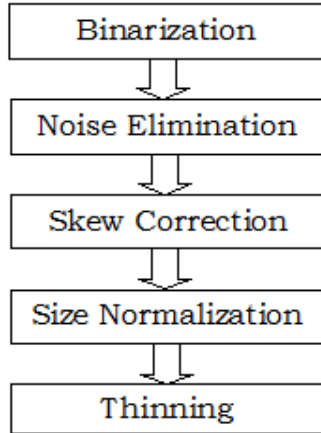 Binarization
Noise Elimination
Skew Correction
Size Normalization
Thinning